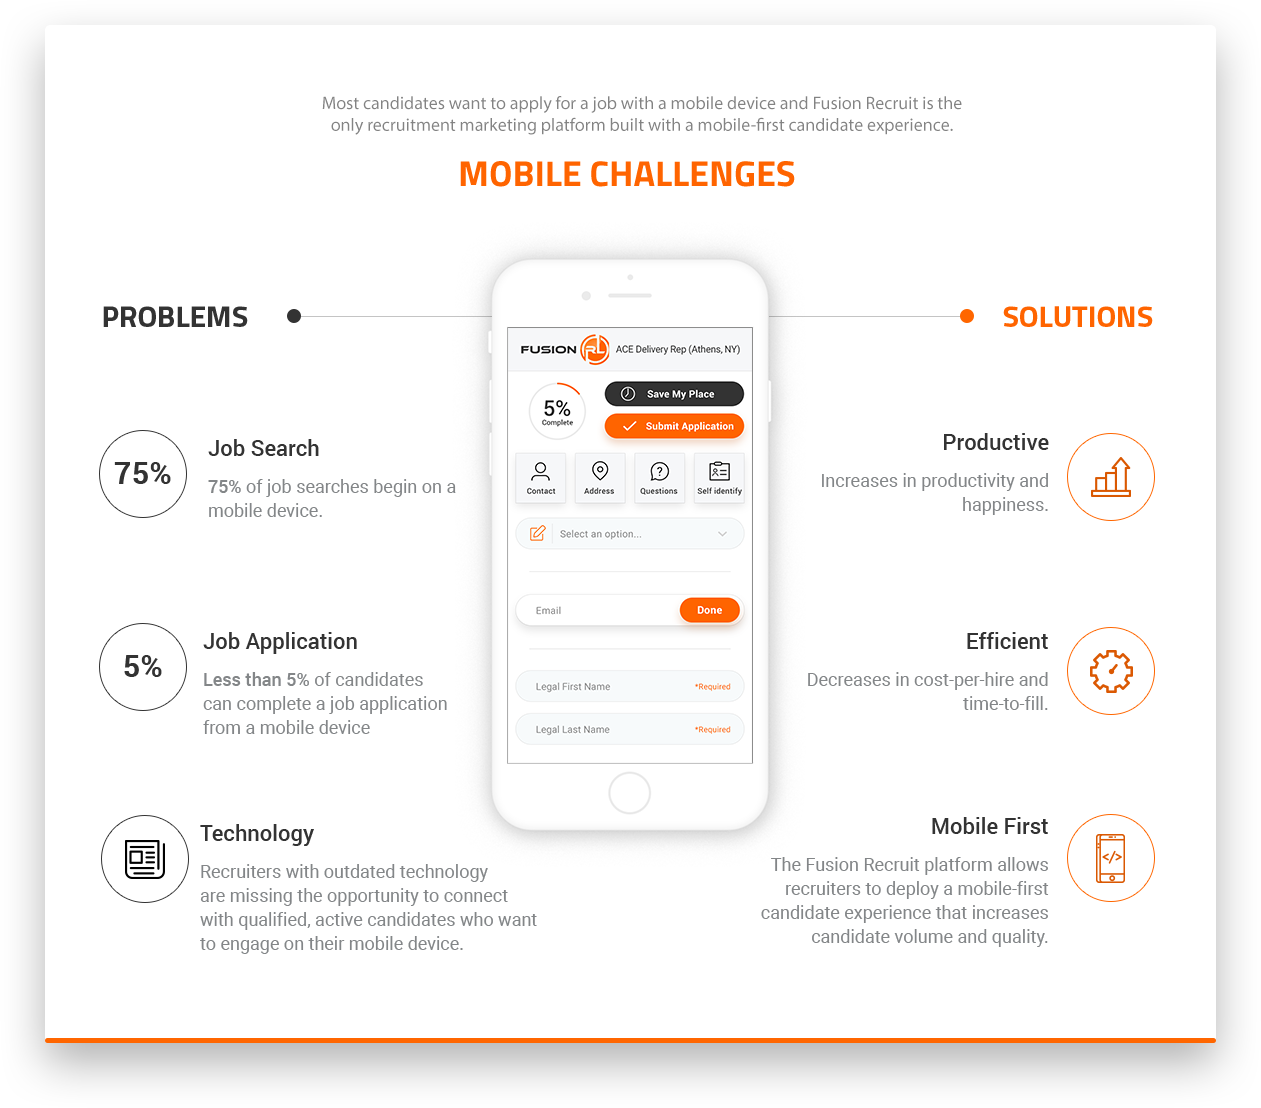 Most candidates want to apply for a job with a mobile device and Fusion Recruit is the
only recruitment marketing platform built with a mobile-first candidate experience.
MOBILE CHALLENGES
PROBLEMS
75%
Job Search
75% of job searches begin on a
mobile device.
5%
Job Application
Less than 5% of candidates
can complete a job application
from a mobile device
Technology
Recruiters with outdated technology
are missing the opportunity to connect
with qualified, active candidates who want
to engage on their mobile device.
FUSION RL ACE Delivery Rep (Athens, NY)
5%
Complete
Save My Place
Submit Application
Contact Address Questions Self identify
Select an option...
Email Done
Legal First Name *Required
Legal Last Name *Required
SOLUTIONS
Productive
Increases in productivity and
happiness.
Efficient
Decreases in cost-per-hire and
time-to-fill.
Mobile First
The Fusion Recruit platform allows
recruiters to deploy a mobile-first
candidate experience that increases
candidate volume and quality.